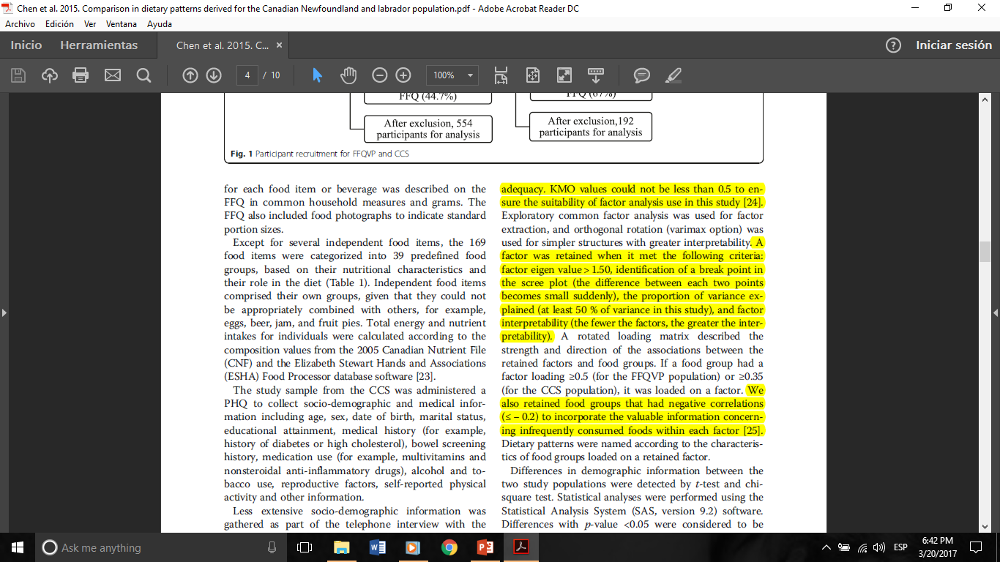 Chen et al. 2015. Comparison in dietary patterns derived for the Canadian Newfoundland and labrador population.pdf - Adobe Acrobat Reader DC
Archivo Edición Ver Ventana Ayuda
Inicio Herramientas Chen et al. 2015. C... × ? Iniciar sesión
4 / 10 100%
FFQ (44.7%) FFQ (67%)
After exclusion, 554
participants for analysis
After exclusion,192
participants for analysis
Fig. 1 Participant recruitment for FFQVP and CCS
for each food item or beverage was described on the
FFQ in common household measures and grams. The
FFQ also included food photographs to indicate standard
portion sizes.
Except for several independent food items, the 169
food items were categorized into 39 predefined food
groups, based on their nutritional characteristics and
their role in the diet (Table 1). Independent food items
comprised their own groups, given that they could not
be appropriately combined with others, for example,
eggs, beer, jam, and fruit pies. Total energy and nutrient
intakes for individuals were calculated according to the
composition values from the 2005 Canadian Nutrient File
(CNF) and the Elizabeth Stewart Hands and Associations
(ESHA) Food Processor database software [23].
The study sample from the CCS was administered a
PHQ to collect socio-demographic and medical infor-
mation including age, sex, date of birth, marital status,
educational attainment, medical history (for example,
history of diabetes or high cholesterol), bowel screening
history, medication use (for example, multivitamins and
nonsteroidal anti-inflammatory drugs), alcohol and to-
bacco use, reproductive factors, self-reported physical
activity and other information.
Less extensive socio-demographic information was
gathered as part of the telephone interview with the
adequacy. KMO values could not be less than 0.5 to en-
sure the suitability of factor analysis use in this study [24].
Exploratory common factor analysis was used for factor
extraction, and orthogonal rotation (varimax option) was
used for simpler structures with greater interpretability. A
factor was retained when it met the following criteria:
factor eigen value > 1.50, identification of a break point in
the scree plot (the difference between each two points
becomes small suddenly), the proportion of variance ex-
plained (at least 50 % of variance in this study), and factor
interpretability (the fewer the factors, the greater the inter-
pretability). A rotated loading matrix described the
strength and direction of the associations between the
retained factors and food groups. If a food group had a
factor loading ≥0.5 (for the FFQVP population) or ≥0.35
(for the CCS population), it was loaded on a factor. We
also retained food groups that had negative correlations
(≤ − 0.2) to incorporate the valuable information concern-
ing infrequently consumed foods within each factor [25].
Dietary patterns were named according to the characteris-
tics of food groups loaded on a retained factor.
Differences in demographic information between the
two study populations were detected by t-test and chi-
square test. Statistical analyses were performed using the
Statistical Analysis System (SAS, version 9.2) software.
Differences with p-value <0.05 were considered to be
Ask me anything
ESP
6:42 PM
3/20/2017